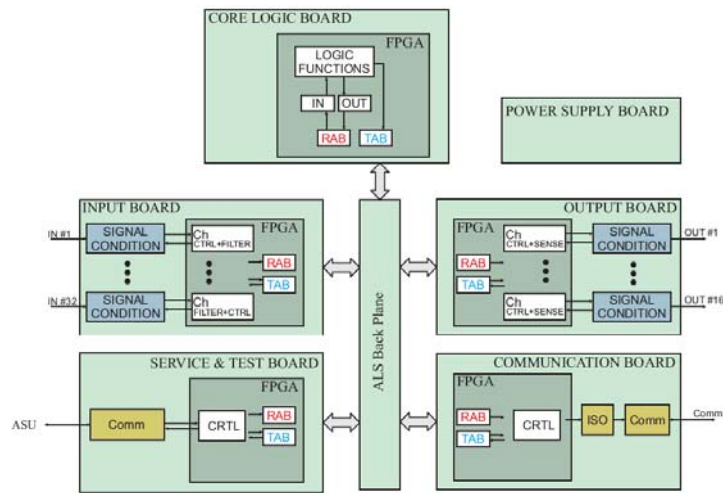 CORE LOGIC BOARD
FPGA
LOGIC
FUNCTIONS
IN
OUT
RAB
TAB
POWER SUPPLY BOARD
INPUT BOARD
FPGA
IN #1
SIGNAL
CONDITION
Ch
CTRL+FILTER
RAB
TAB
IN #32
SIGNAL
CONDITION
Ch
FILTER+CTRL
ALS Back Plane
OUTPUT BOARD
FPGA
Ch
CTRL+SENSE
SIGNAL
CONDITION
OUT #1
RAB
TAB
Ch
CTRL+SENSE
SIGNAL
CONDITION
OUT #16
SERVICE & TEST BOARD
FPGA
ASU
Comm
CRTL
RAB
TAB
COMMUNICATION BOARD
FPGA
RAB
TAB
CRTL
ISO
Comm
Comm